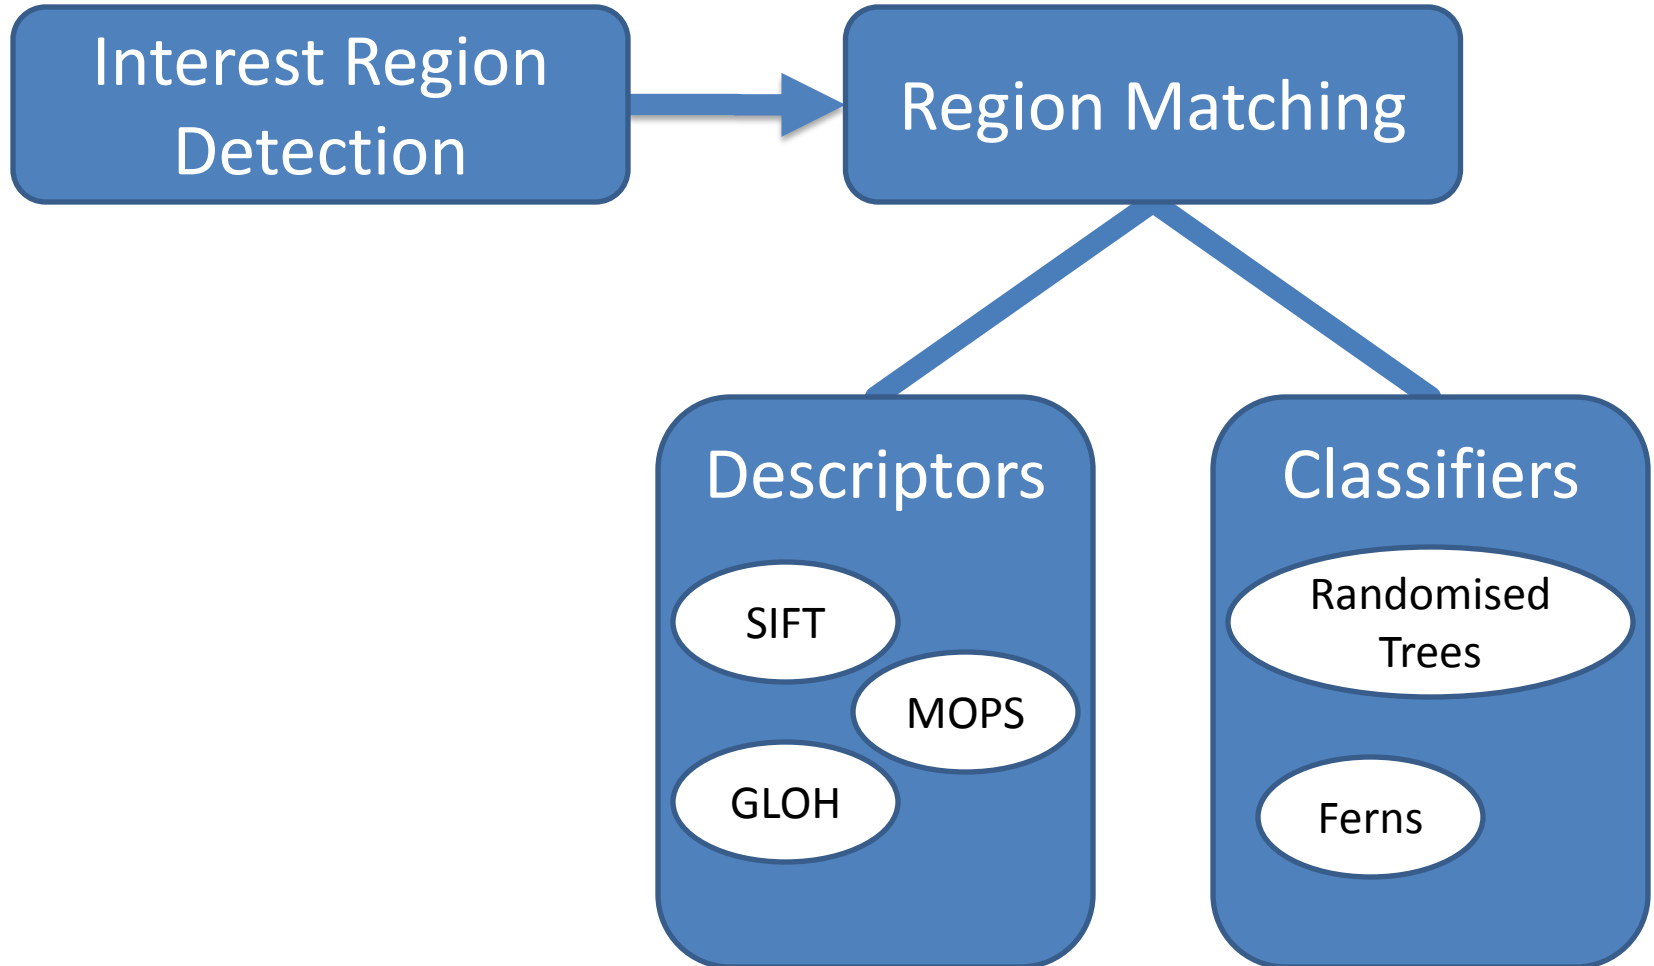 Interest Region
Detection
Region Matching
Descriptors
SIFT
MOPS
GLOH
Classifiers
Randomised
Trees
Ferns